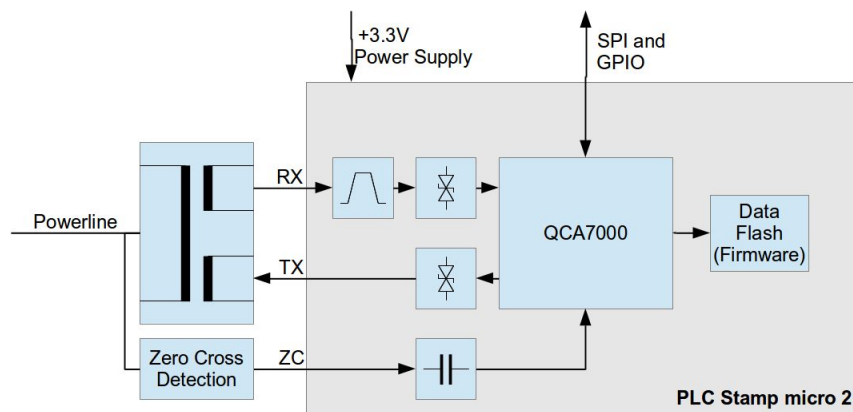 +3.3V
Power Supply
SPI and
GPIO
RX
Powerline
QCA7000
Data
Flash
(Firmware)
TX
Zero Cross
Detection
ZC
PLC Stamp micro 2